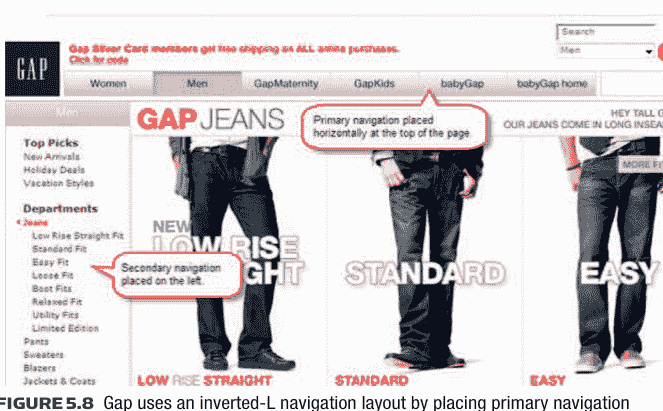 Search
Gap Silver Card members get free shipping on ALL online purchases.
Click for code
Men
GAP
Women
Men
GapMaternity
GapKids
babyGap
babyGap home
Men
GAP JEANS
Primary navigation placed
horizontally at the top of the page.
HEY TALL
OUR JEANS COME IN LONG
Top Picks
New Arrivals
Holiday Deals
Vacation Styles
MORE
Departments
Jeans
Low Rise Straight Fit
Standard Fit
Easy Fit
Loose Fit
Boot Fits
Relaxed Fit
Utility Fits
Limited Edition
Pants
Sweaters
Blazers
Jackets & Coats
Secondary navigation
placed on the left.
NEW
LOW RISE
STANDARD
EASY
LOW RISE STRAIGHT
STANDARD
EASY
FIGURE 5.8 Gap uses an inverted-L navigation layout by placing primary navigation